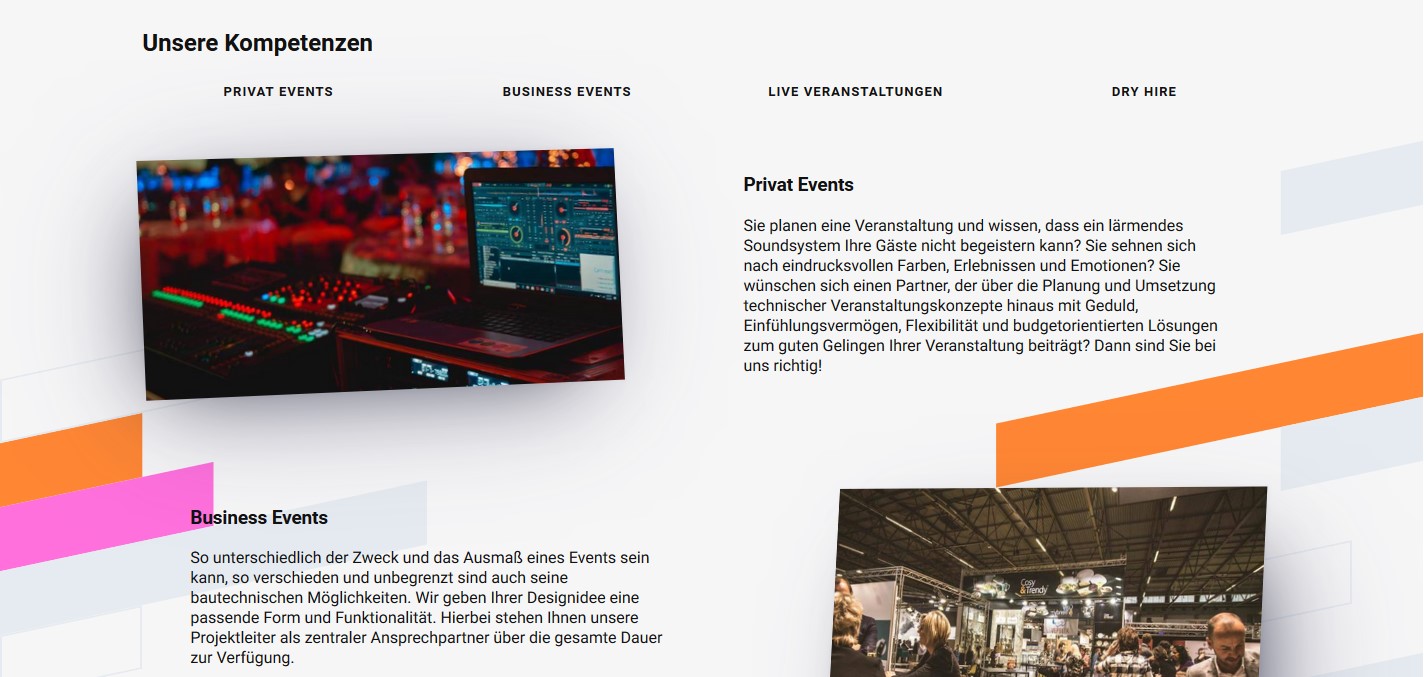 Unsere Kompetenzen
PRIVAT EVENTS
BUSINESS EVENTS
LIVE VERANSTALTUNGEN
DRY HIRE
Privat Events
Sie planen eine Veranstaltung und wissen, dass ein lärmendes
Soundsystem Ihre Gäste nicht begeistern kann? Sie sehnen sich
nach eindrucksvollen Farben, Erlebnissen und Emotionen? Sie
wünschen sich einen Partner, der über die Planung und Umsetzung
technischer Veranstaltungskonzepte hinaus mit Geduld,
Einfühlungsvermögen, Flexibilität und budgetorientierten Lösungen
zum guten Gelingen Ihrer Veranstaltung beiträgt? Dann sind Sie bei
uns richtig!
Business Events
So unterschiedlich der Zweck und das Ausmaß eines Events sein
kann, so verschieden und unbegrenzt sind auch seine
bautechnischen Möglichkeiten. Wir geben Ihrer Designidee eine
passende Form und Funktionalität. Hierbei stehen Ihnen unsere
Projektleiter als zentraler Ansprechpartner über die gesamte Dauer
zur Verfügung.
Cosy
&Trendy